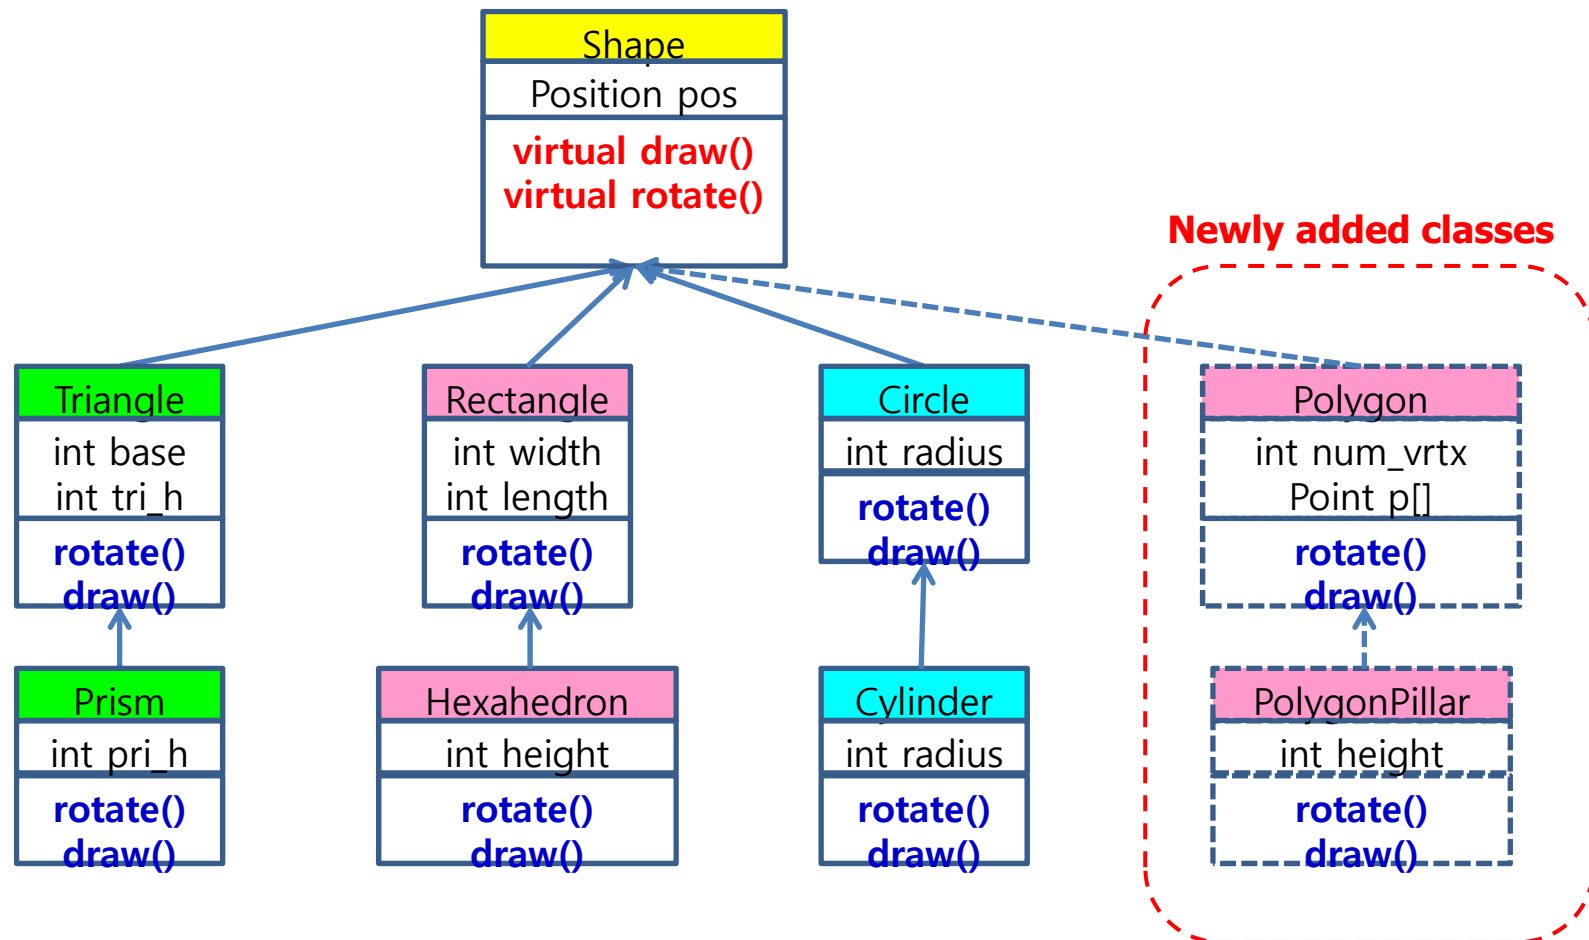 Shape
Position pos
virtual draw()
virtual rotate()
Newly added classes
Triangle
int base
int tri_h
rotate()
draw()
Rectangle
int width
int length
rotate()
draw()
Circle
int radius
rotate()
draw()
Polygon
int num_vrtx
Point p[]
rotate()
draw()
Prism
int pri_h
rotate()
draw()
Hexahedron
int height
rotate()
draw()
Cylinder
int radius
rotate()
draw()
PolygonPillar
int height
rotate()
draw()